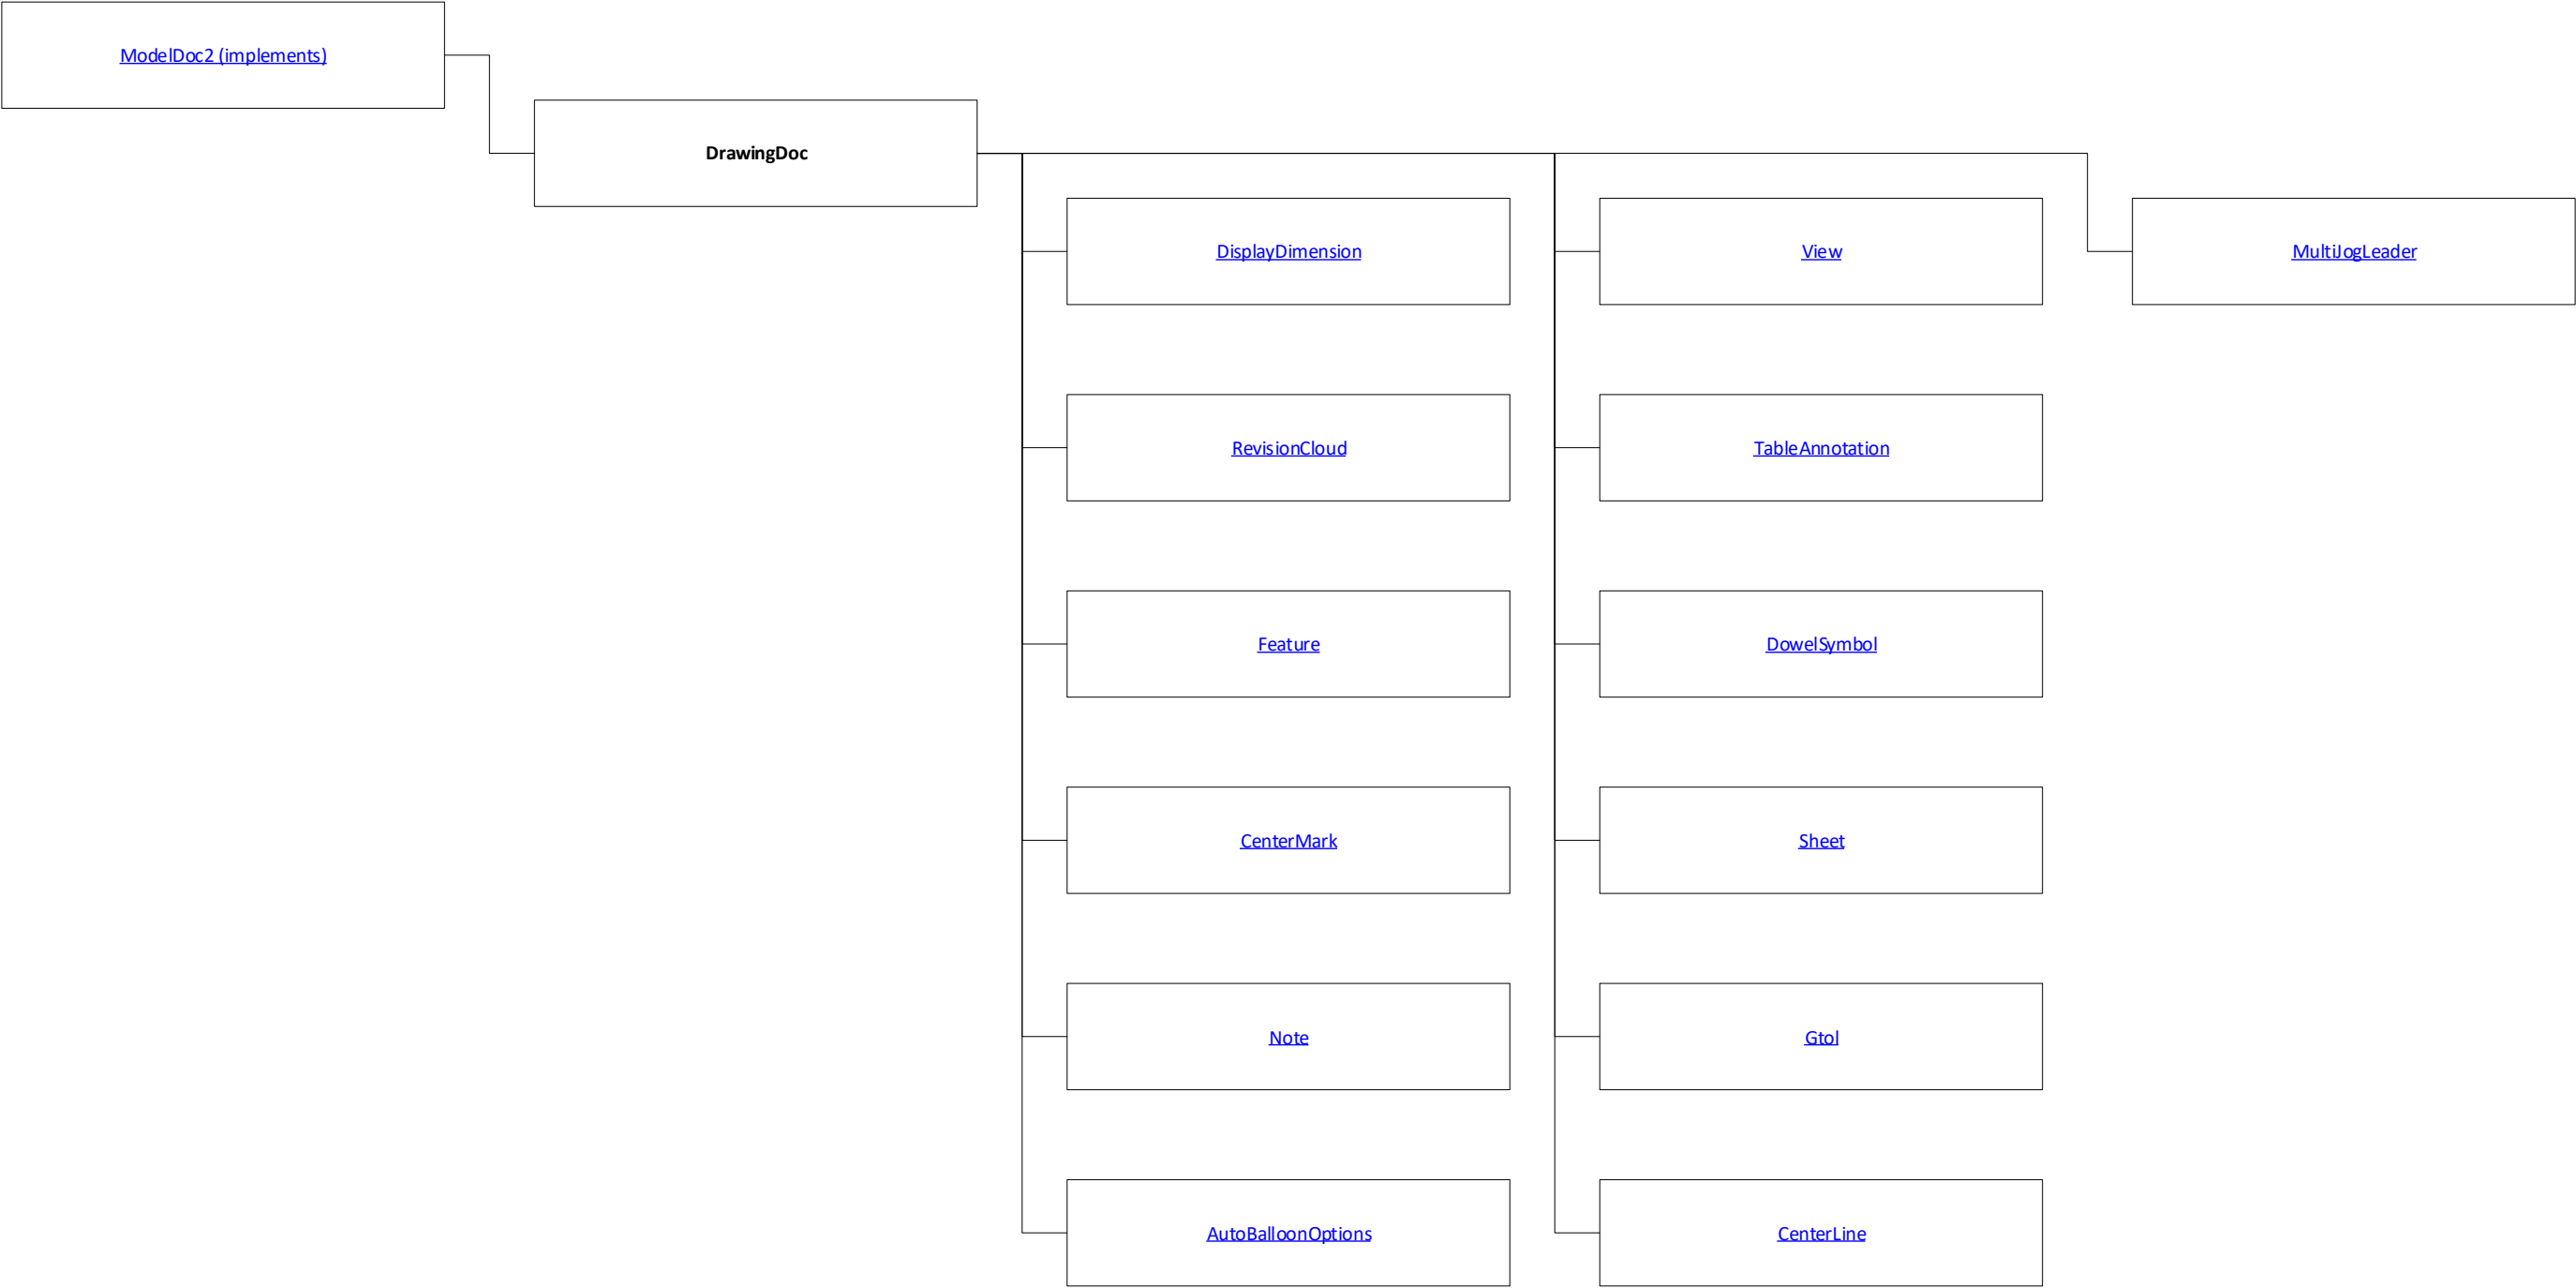 ModelDoc2 (implements)
DrawingDoc
DisplayDimension
View
MultiJogLeader
RevisionCloud
TableAnnotation
Feature
DowelSymbol
CenterMark
Sheet
Note
Gtol
AutoBalloonOptions
CenterLine